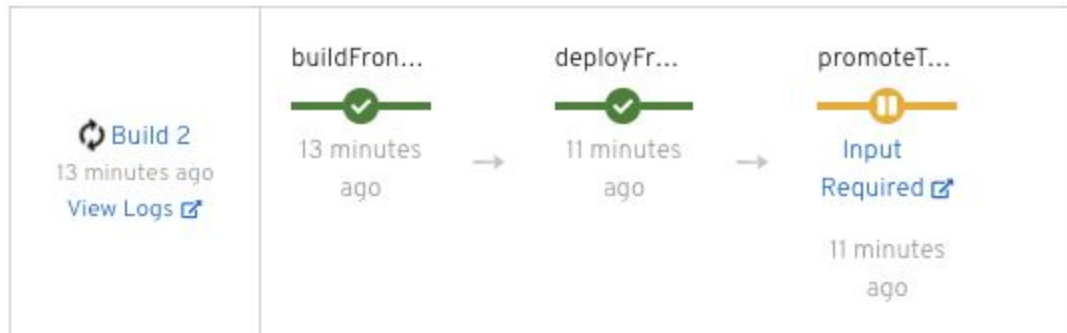 Build 2
13 minutes ago
View Logs
buildFron...
13 minutes
ago
deployFr...
11 minutes
ago
promoteT...
Input
Required
11 minutes
ago